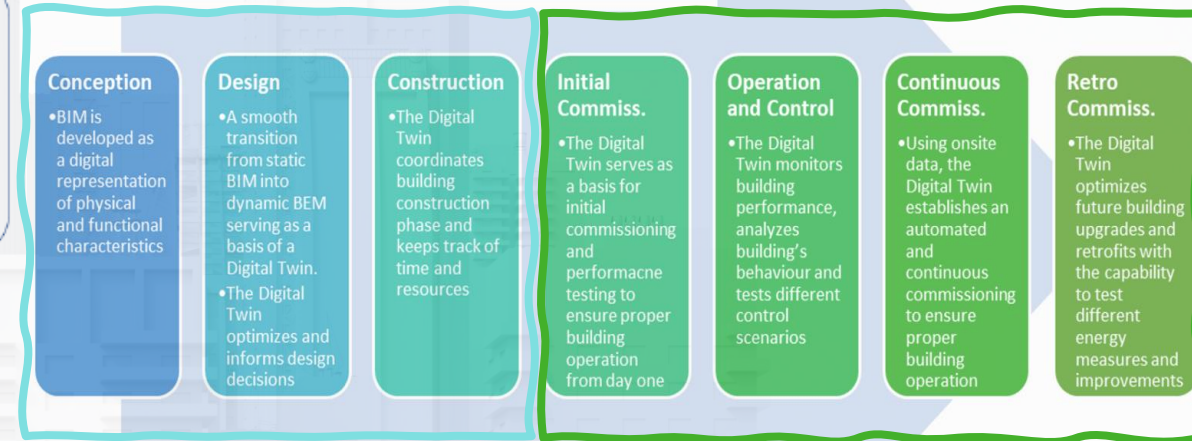 Conception
•BIM is
developed as
a digital
representation
of physical
and functional
characteristics
Design
•A smooth
transition
from static
BIM into
dynamic BEM
serving as a
basis of a
Digital Twin.
•The Digital
Twin
optimizes and
informs design
decisions
Construction
•The Digital
Twin
coordinates
building
construction
phase and
keeps track of
time and
resources
Initial
Commiss.
•The Digital
Twin serves as
a basis for
initial
commissioning
and
performacne
testing to
ensure proper
building
operation
from day one
Operation
and Control
•The Digital
Twin monitors
building
performance,
analyzes
building's
behaviour and
tests different
control
scenarios
Continuous
Commiss.
•Using onsite
data, the
Digital Twin
establishes an
automated
and
continuous
commissioning
to ensure
proper
building
operation
Retro
Commiss.
•The Digital
Twin
optimizes
future building
upgrades and
retrofits with
the capability
to test
different
energy
measures and
improvements